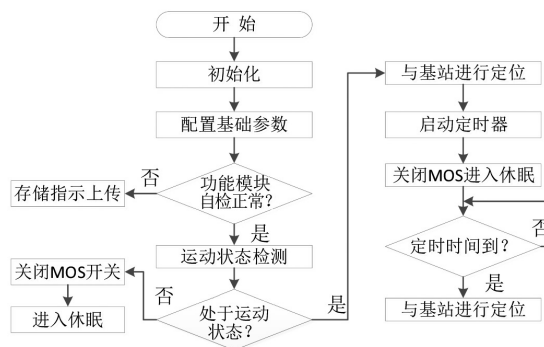 开 始
初始化
配置基础参数
功能模块
自检正常？
否
存储指示上传
是
运动状态检测
处于运动
状态？
否
关闭MOS开关
进入休眠
是
与基站进行定位
启动定时器
关闭MOS进入休眠
定时时间到？
否
是
与基站进行定位